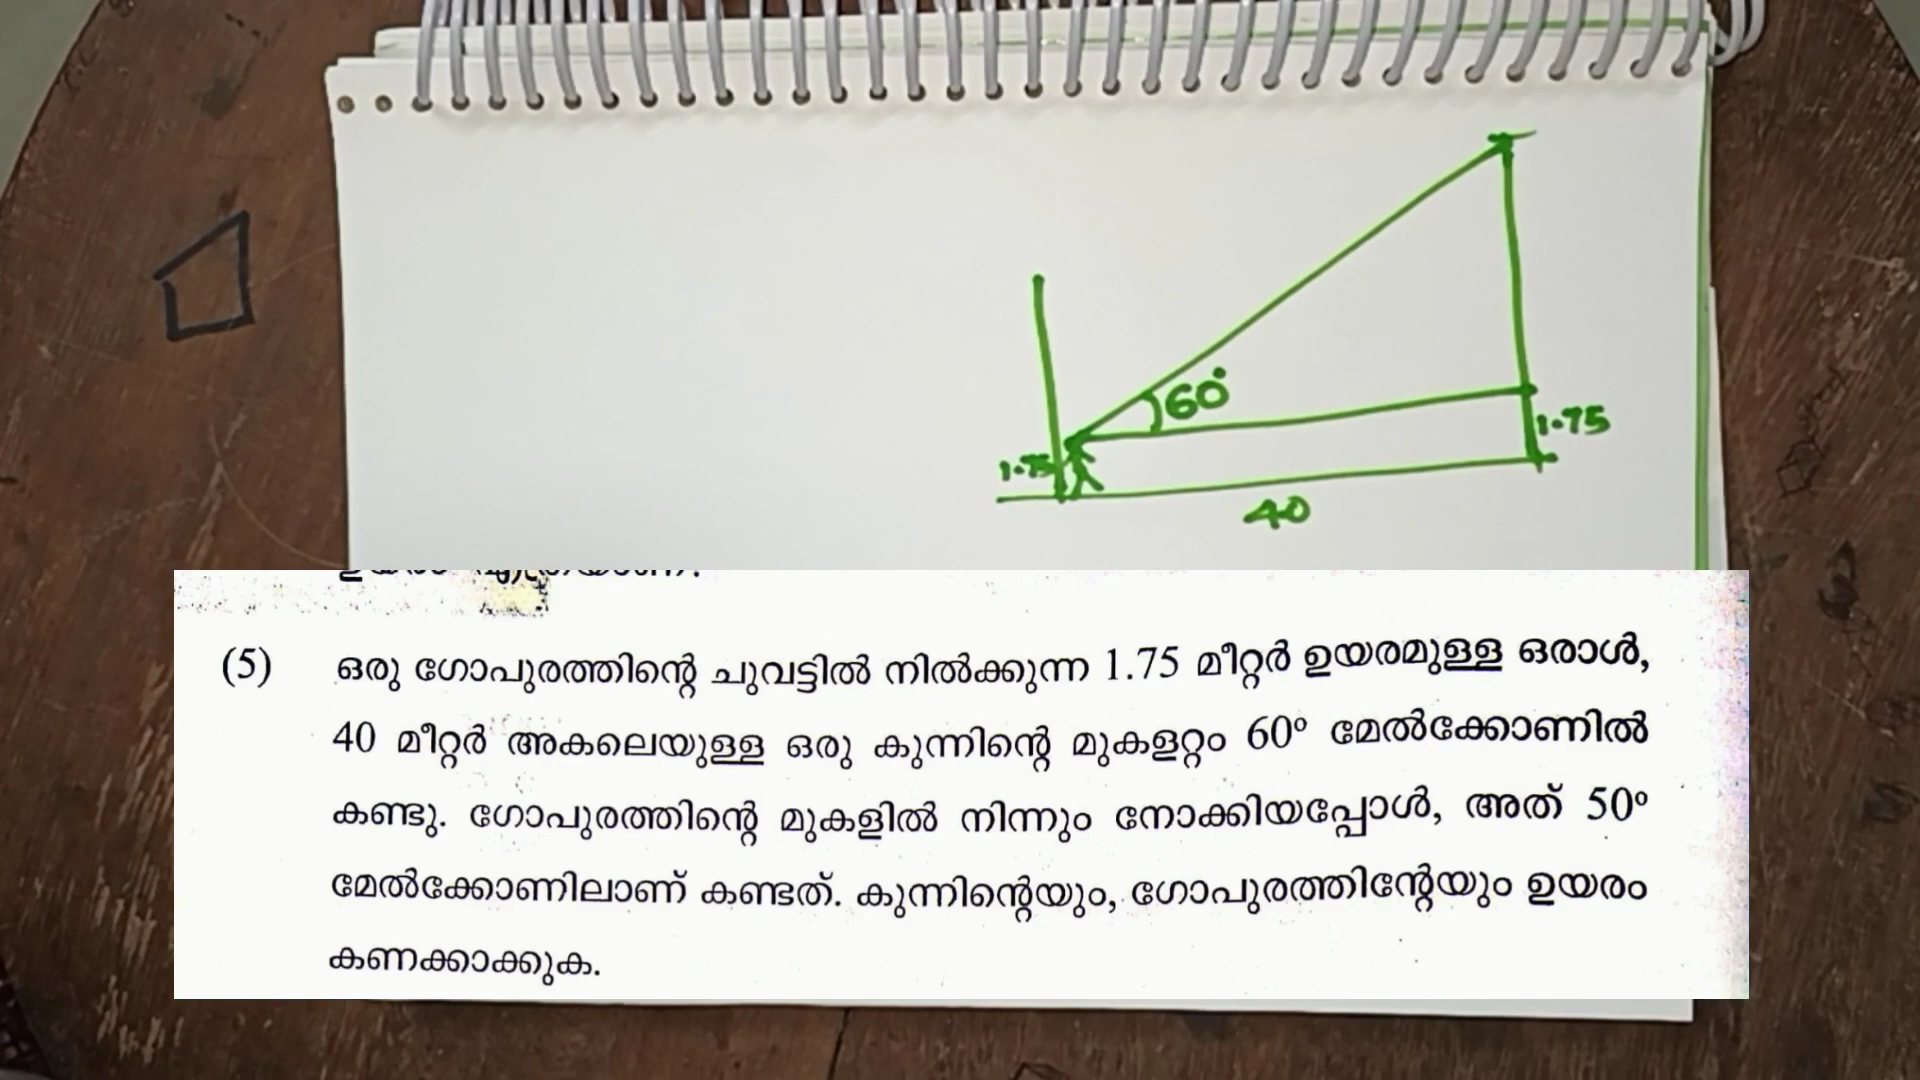 60°
1.75
1.75
40
(5) ഒരു ഗോപുരത്തിന്റെ ചുവട്ടിൽ നിൽക്കുന്ന 1.75 മീറ്റർ ഉയരമുള്ള ഒരാൾ,
40 മീറ്റർ അകലെയുള്ള ഒരു കുന്നിന്റെ മുകളറ്റം 60° മേൽക്കോണിൽ
കണ്ടു. ഗോപുരത്തിന്റെ മുകളിൽ നിന്നും നോക്കിയപ്പോൾ, അത് 50°
മേൽക്കോണിലാണ് കണ്ടത്. കുന്നിന്റെയും, ഗോപുരത്തിന്റേയും ഉയരം
കണക്കാക്കുക.